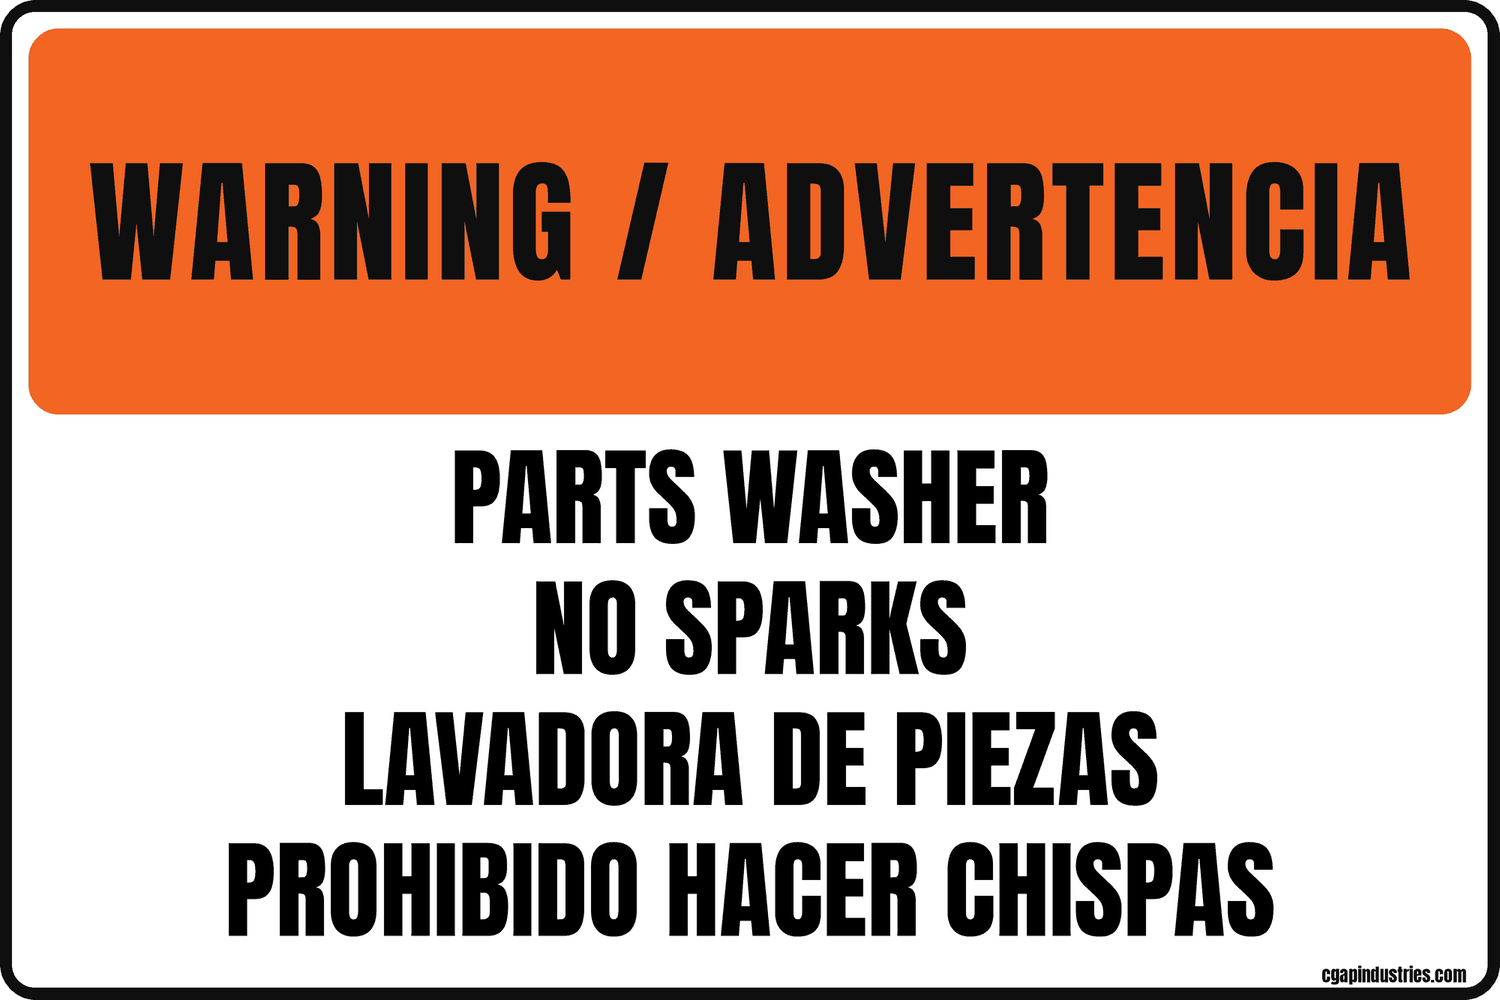 WARNING / ADVERTENCIA
PARTS WASHER
NO SPARKS
LAVADORA DE PIEZAS
PROHIBIDO HACER CHISPAS
cgapindustries.com